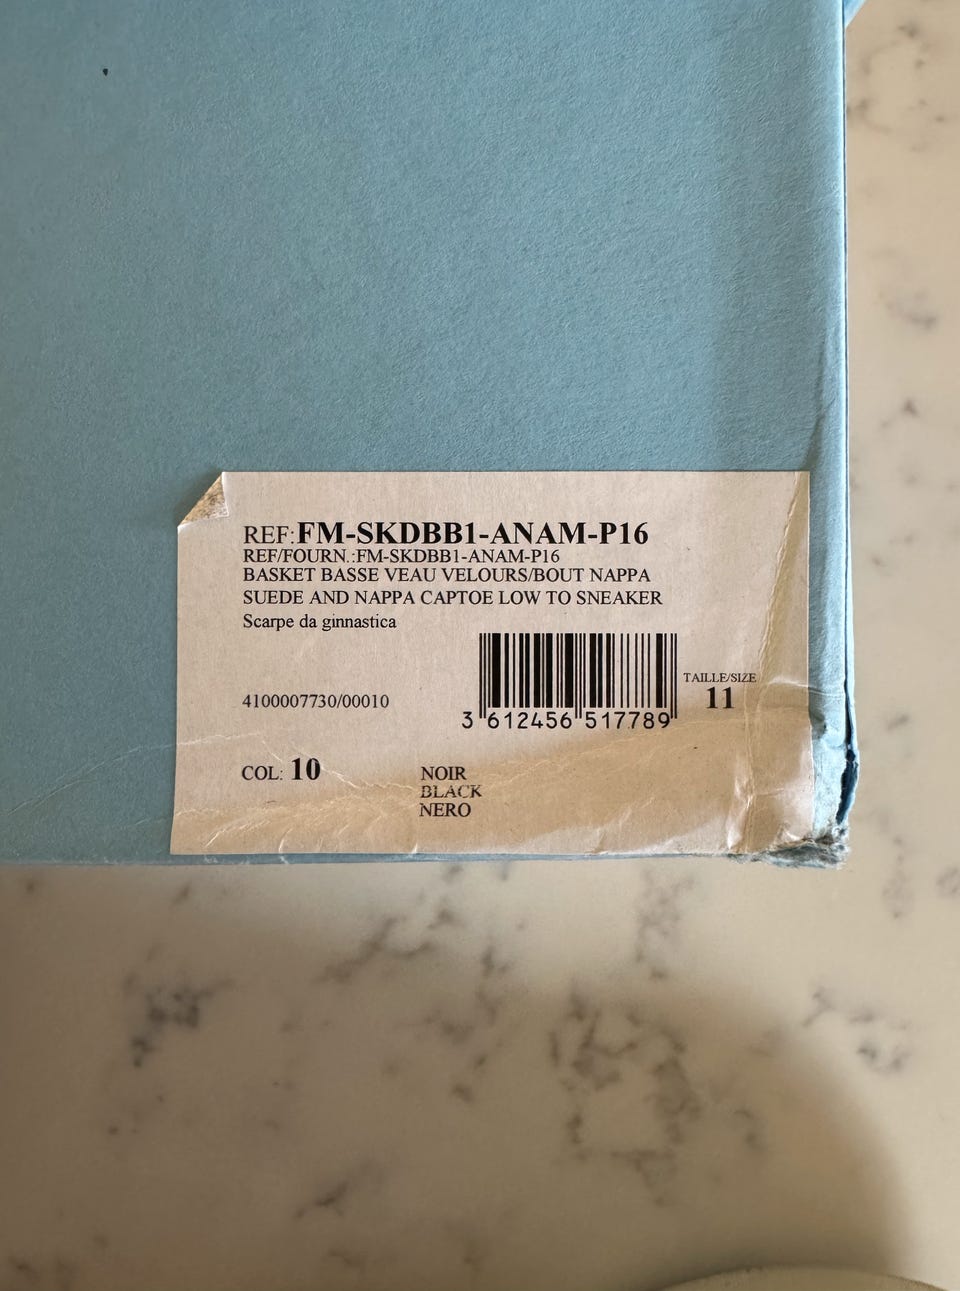 REF:FM-SKDBB1-ANAM-P16
REF/FOURN.:FM-SKDBB1-ANAM-P16
BASKET BASSE VEAU VELOURS/BOUT NAPPA
SUEDE AND NAPPA CAPTOE LOW TO SNEAKER
Scarpe da ginnastica
TAILLE/SIZE
11
4100007730/00010
3 612456 517789
COL: 10
NOIR
BLACK
NERO